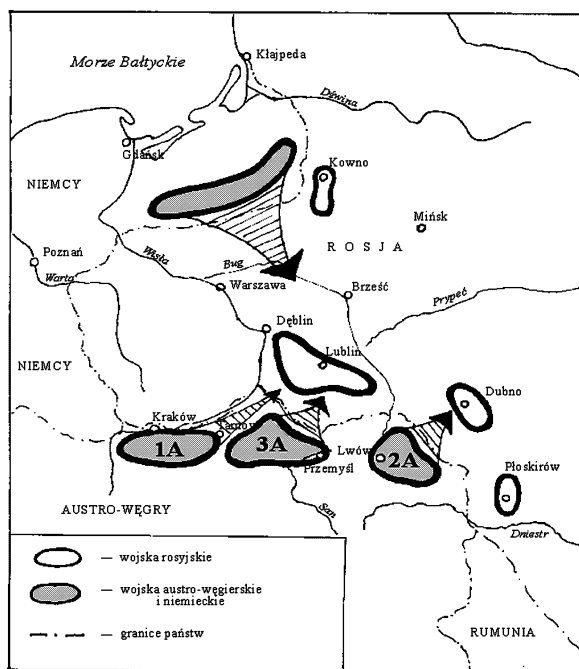 Morze Bałtyckie
Kłajpeda
Dźwina
Gdańsk
Kowno
NIEMCY
Mińsk
ROSJA
Poznań
Wisła
Bug
Warta
Warszawa
Brześć
Prypeć
Dęblin
NIEMCY
Lublin
Dubno
Kraków
Tarnów
1A
3A
Lwów
2A
Przemyśl
Płoskirów
AUSTRO-WĘGRY
San
Dniestr
— wojska rosyjskie
— wojska austro-węgierskie
i niemieckie
— granice państw
RUMUNIA